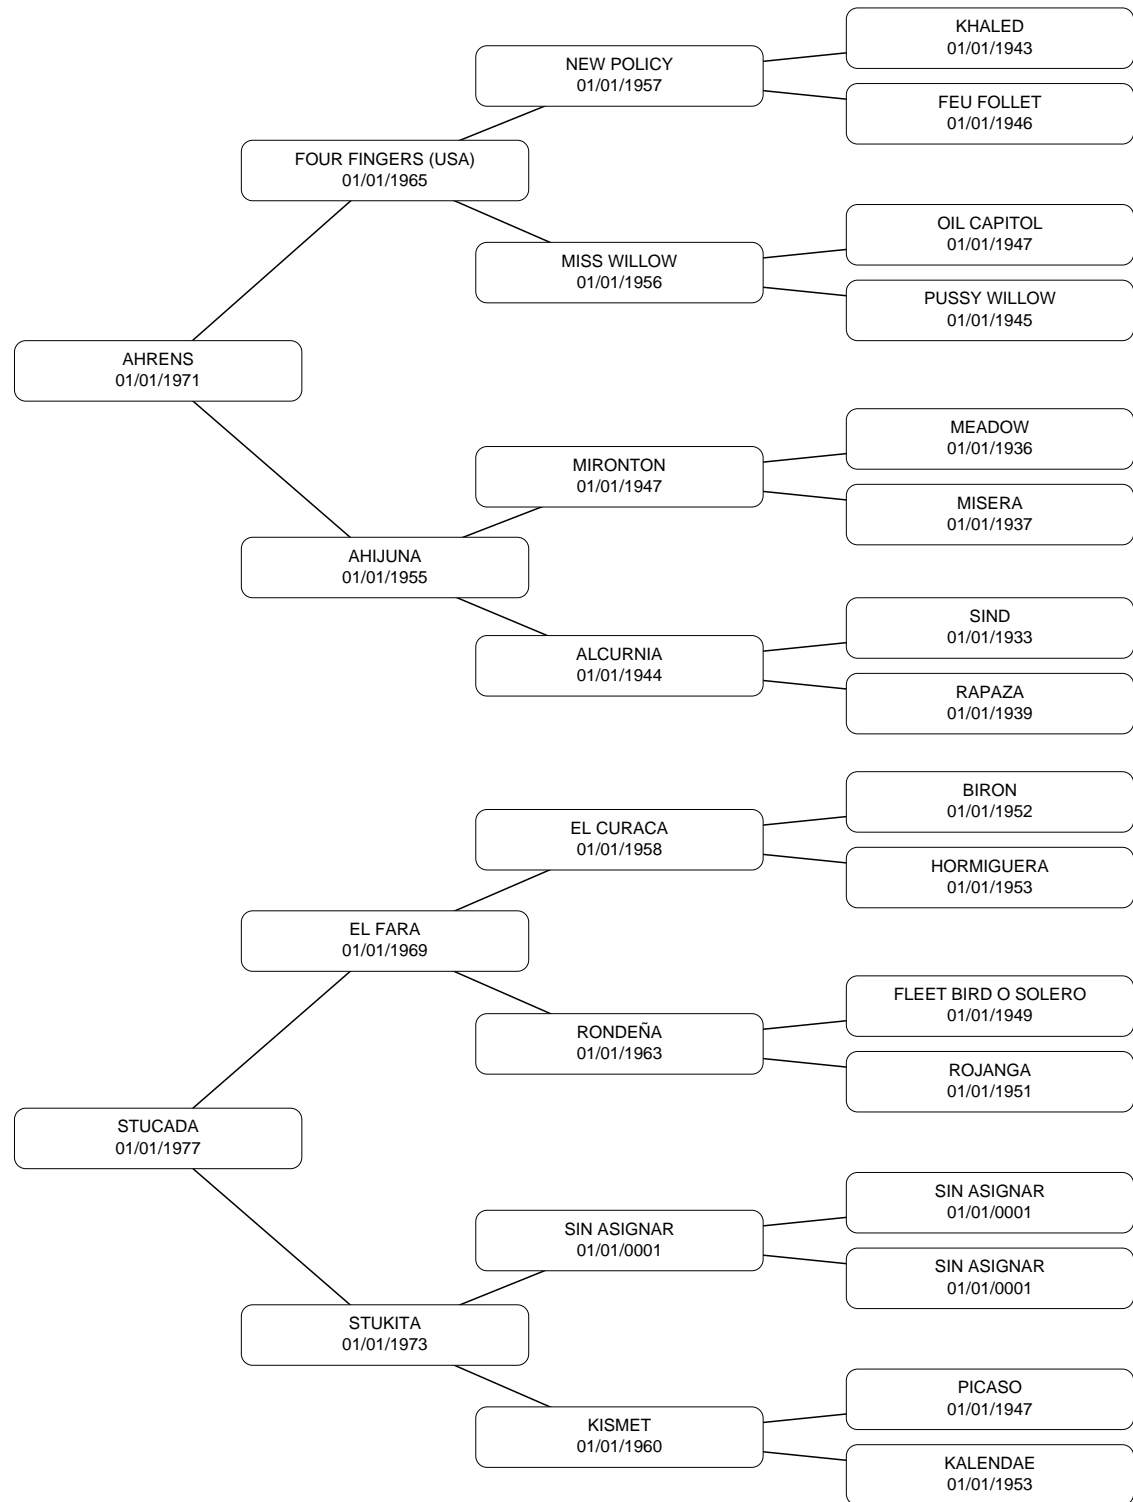 KHALED
01/01/1943
NEW POLICY
01/01/1957
FEU FOLLET
01/01/1946
FOUR FINGERS (USA)
01/01/1965
OIL CAPITOL
01/01/1947
MISS WILLOW
01/01/1956
PUSSY WILLOW
01/01/1945
AHRENS
01/01/1971
MEADOW
01/01/1936
MIRONTON
01/01/1947
MISERA
01/01/1937
AHIJUNA
01/01/1955
SIND
01/01/1933
ALCURNIA
01/01/1944
RAPAZA
01/01/1939
BIRON
01/01/1952
EL CURACA
01/01/1958
HORMIGUERA
01/01/1953
EL FARA
01/01/1969
FLEET BIRD O SOLERO
01/01/1949
RONDEÑA
01/01/1963
ROJANGA
01/01/1951
STUCADA
01/01/1977
SIN ASIGNAR
01/01/0001
SIN ASIGNAR
01/01/0001
SIN ASIGNAR
01/01/0001
STUKITA
01/01/1973
PICASO
01/01/1947
KISMET
01/01/1960
KALENDAE
01/01/1953